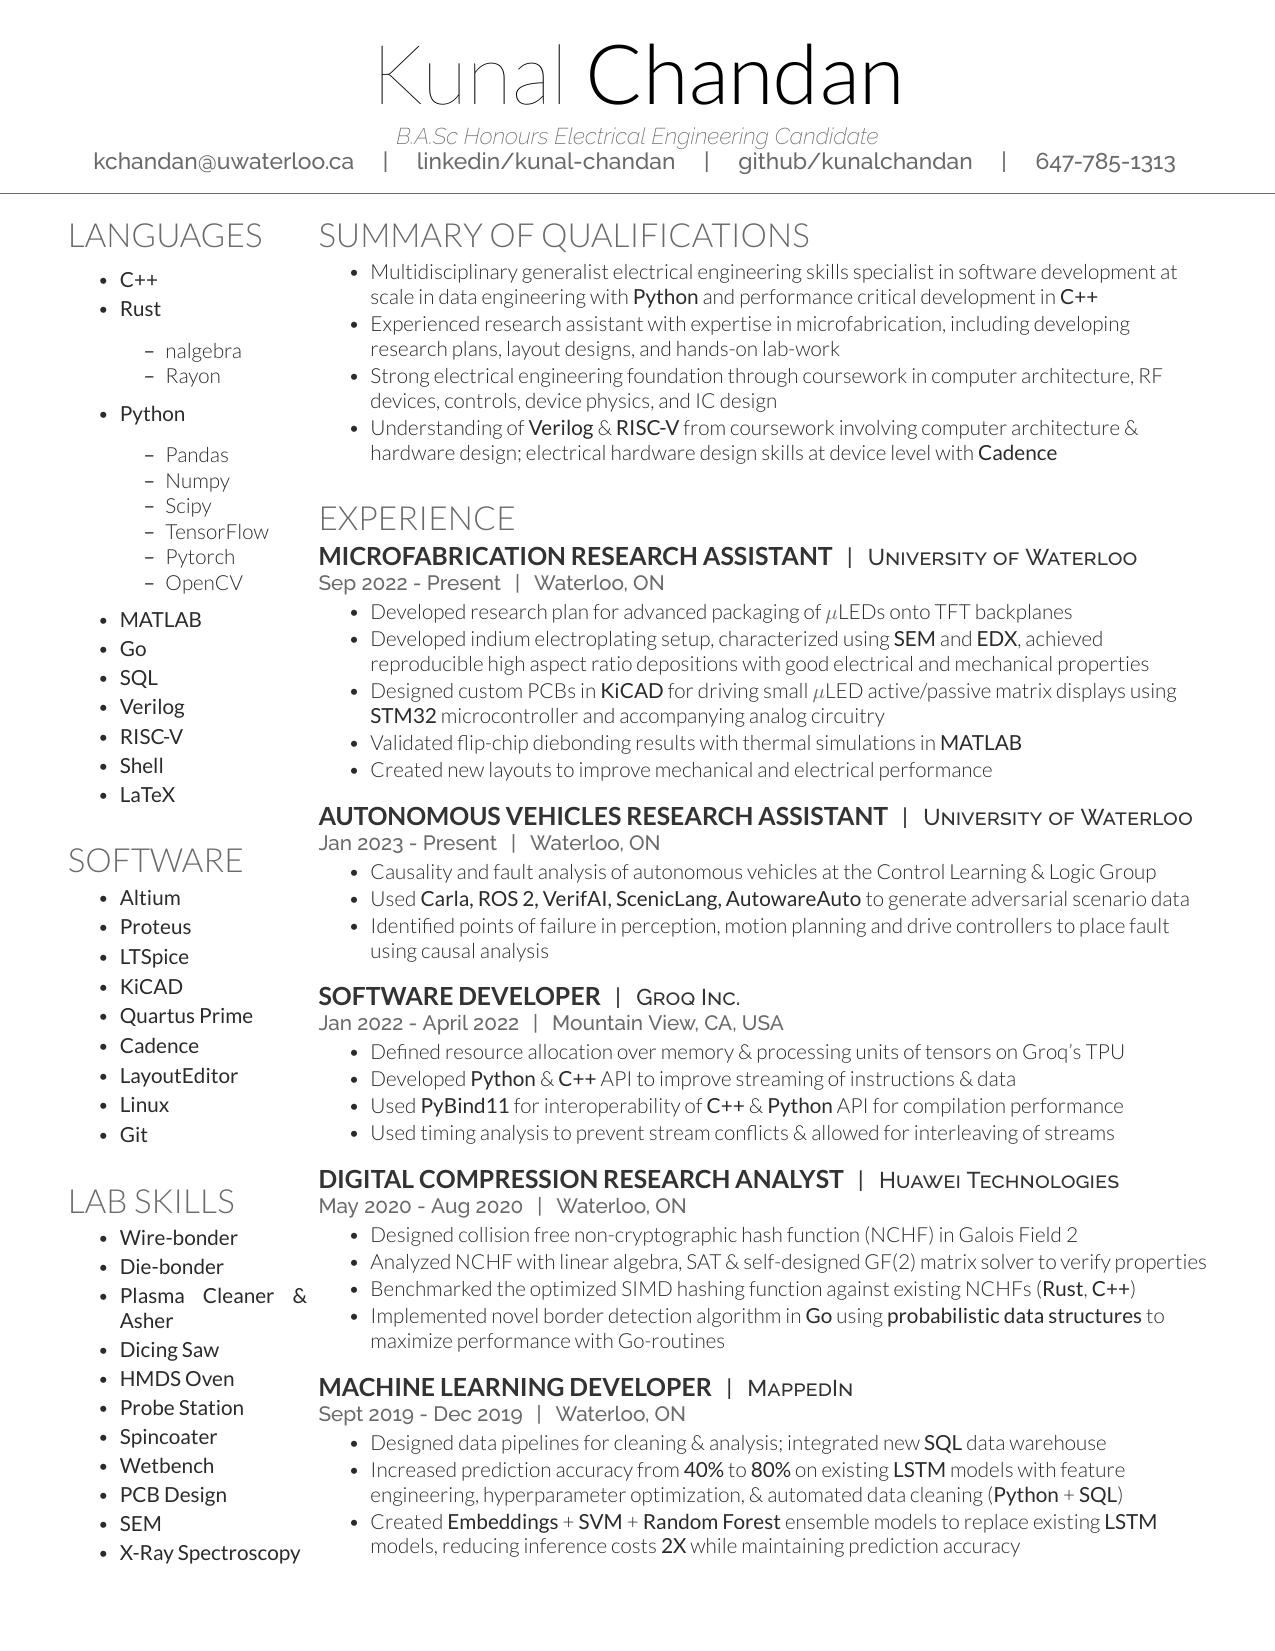 Kunal Chandan
B.A.Sc Honours Electrical Engineering Candidate
kchandan@uwaterloo.ca | linkedin/kunal-chandan | github/kunalchandan | 647-785-1313
LANGUAGES
• C++
• Rust
– nalgebra
– Rayon
• Python
– Pandas
– Numpy
– Scipy
– TensorFlow
– Pytorch
– OpenCV
• MATLAB
• Go
• SQL
• Verilog
• RISC-V
• Shell
• LaTeX
SOFTWARE
• Altium
• Proteus
• LTSpice
• KiCAD
• Quartus Prime
• Cadence
• LayoutEditor
• Linux
• Git
LAB SKILLS
• Wire-bonder
• Die-bonder
• Plasma Cleaner &
Asher
• Dicing Saw
• HMDS Oven
• Probe Station
• Spincoater
• Wetbench
• PCB Design
• SEM
• X-Ray Spectroscopy
SUMMARY OF QUALIFICATIONS
• Multidisciplinary generalist electrical engineering skills specialist in software development at
scale in data engineering with Python and performance critical development in C++
• Experienced research assistant with expertise in microfabrication, including developing
research plans, layout designs, and hands-on lab-work
• Strong electrical engineering foundation through coursework in computer architecture, RF
devices, controls, device physics, and IC design
• Understanding of Verilog & RISC-V from coursework involving computer architecture &
hardware design; electrical hardware design skills at device level with Cadence
EXPERIENCE
MICROFABRICATION RESEARCH ASSISTANT | University of Waterloo
Sep 2022 - Present | Waterloo, ON
• Developed research plan for advanced packaging of μLEDs onto TFT backplanes
• Developed indium electroplating setup, characterized using SEM and EDX, achieved
reproducible high aspect ratio depositions with good electrical and mechanical properties
• Designed custom PCBs in KiCAD for driving small μLED active/passive matrix displays using
STM32 microcontroller and accompanying analog circuitry
• Validated flip-chip diebonding results with thermal simulations in MATLAB
• Created new layouts to improve mechanical and electrical performance
AUTONOMOUS VEHICLES RESEARCH ASSISTANT | University of Waterloo
Jan 2023 - Present | Waterloo, ON
• Causality and fault analysis of autonomous vehicles at the Control Learning & Logic Group
• Used Carla, ROS 2, VerifAI, ScenicLang, AutowareAuto to generate adversarial scenario data
• Identified points of failure in perception, motion planning and drive controllers to place fault
using causal analysis
SOFTWARE DEVELOPER | Groq Inc.
Jan 2022 - April 2022 | Mountain View, CA, USA
• Defined resource allocation over memory & processing units of tensors on Groq's TPU
• Developed Python & C++ API to improve streaming of instructions & data
• Used PyBind11 for interoperability of C++ & Python API for compilation performance
• Used timing analysis to prevent stream conflicts & allowed for interleaving of streams
DIGITAL COMPRESSION RESEARCH ANALYST | Huawei Technologies
May 2020 - Aug 2020 | Waterloo, ON
• Designed collision free non-cryptographic hash function (NCHF) in Galois Field 2
• Analyzed NCHF with linear algebra, SAT & self-designed GF(2) matrix solver to verify properties
• Benchmarked the optimized SIMD hashing function against existing NCHFs (Rust, C++)
• Implemented novel border detection algorithm in Go using probabilistic data structures to
maximize performance with Go-routines
MACHINE LEARNING DEVELOPER | MappedIn
Sept 2019 - Dec 2019 | Waterloo, ON
• Designed data pipelines for cleaning & analysis; integrated new SQL data warehouse
• Increased prediction accuracy from 40% to 80% on existing LSTM models with feature
engineering, hyperparameter optimization, & automated data cleaning (Python + SQL)
• Created Embeddings + SVM + Random Forest ensemble models to replace existing LSTM
models, reducing inference costs 2X while maintaining prediction accuracy